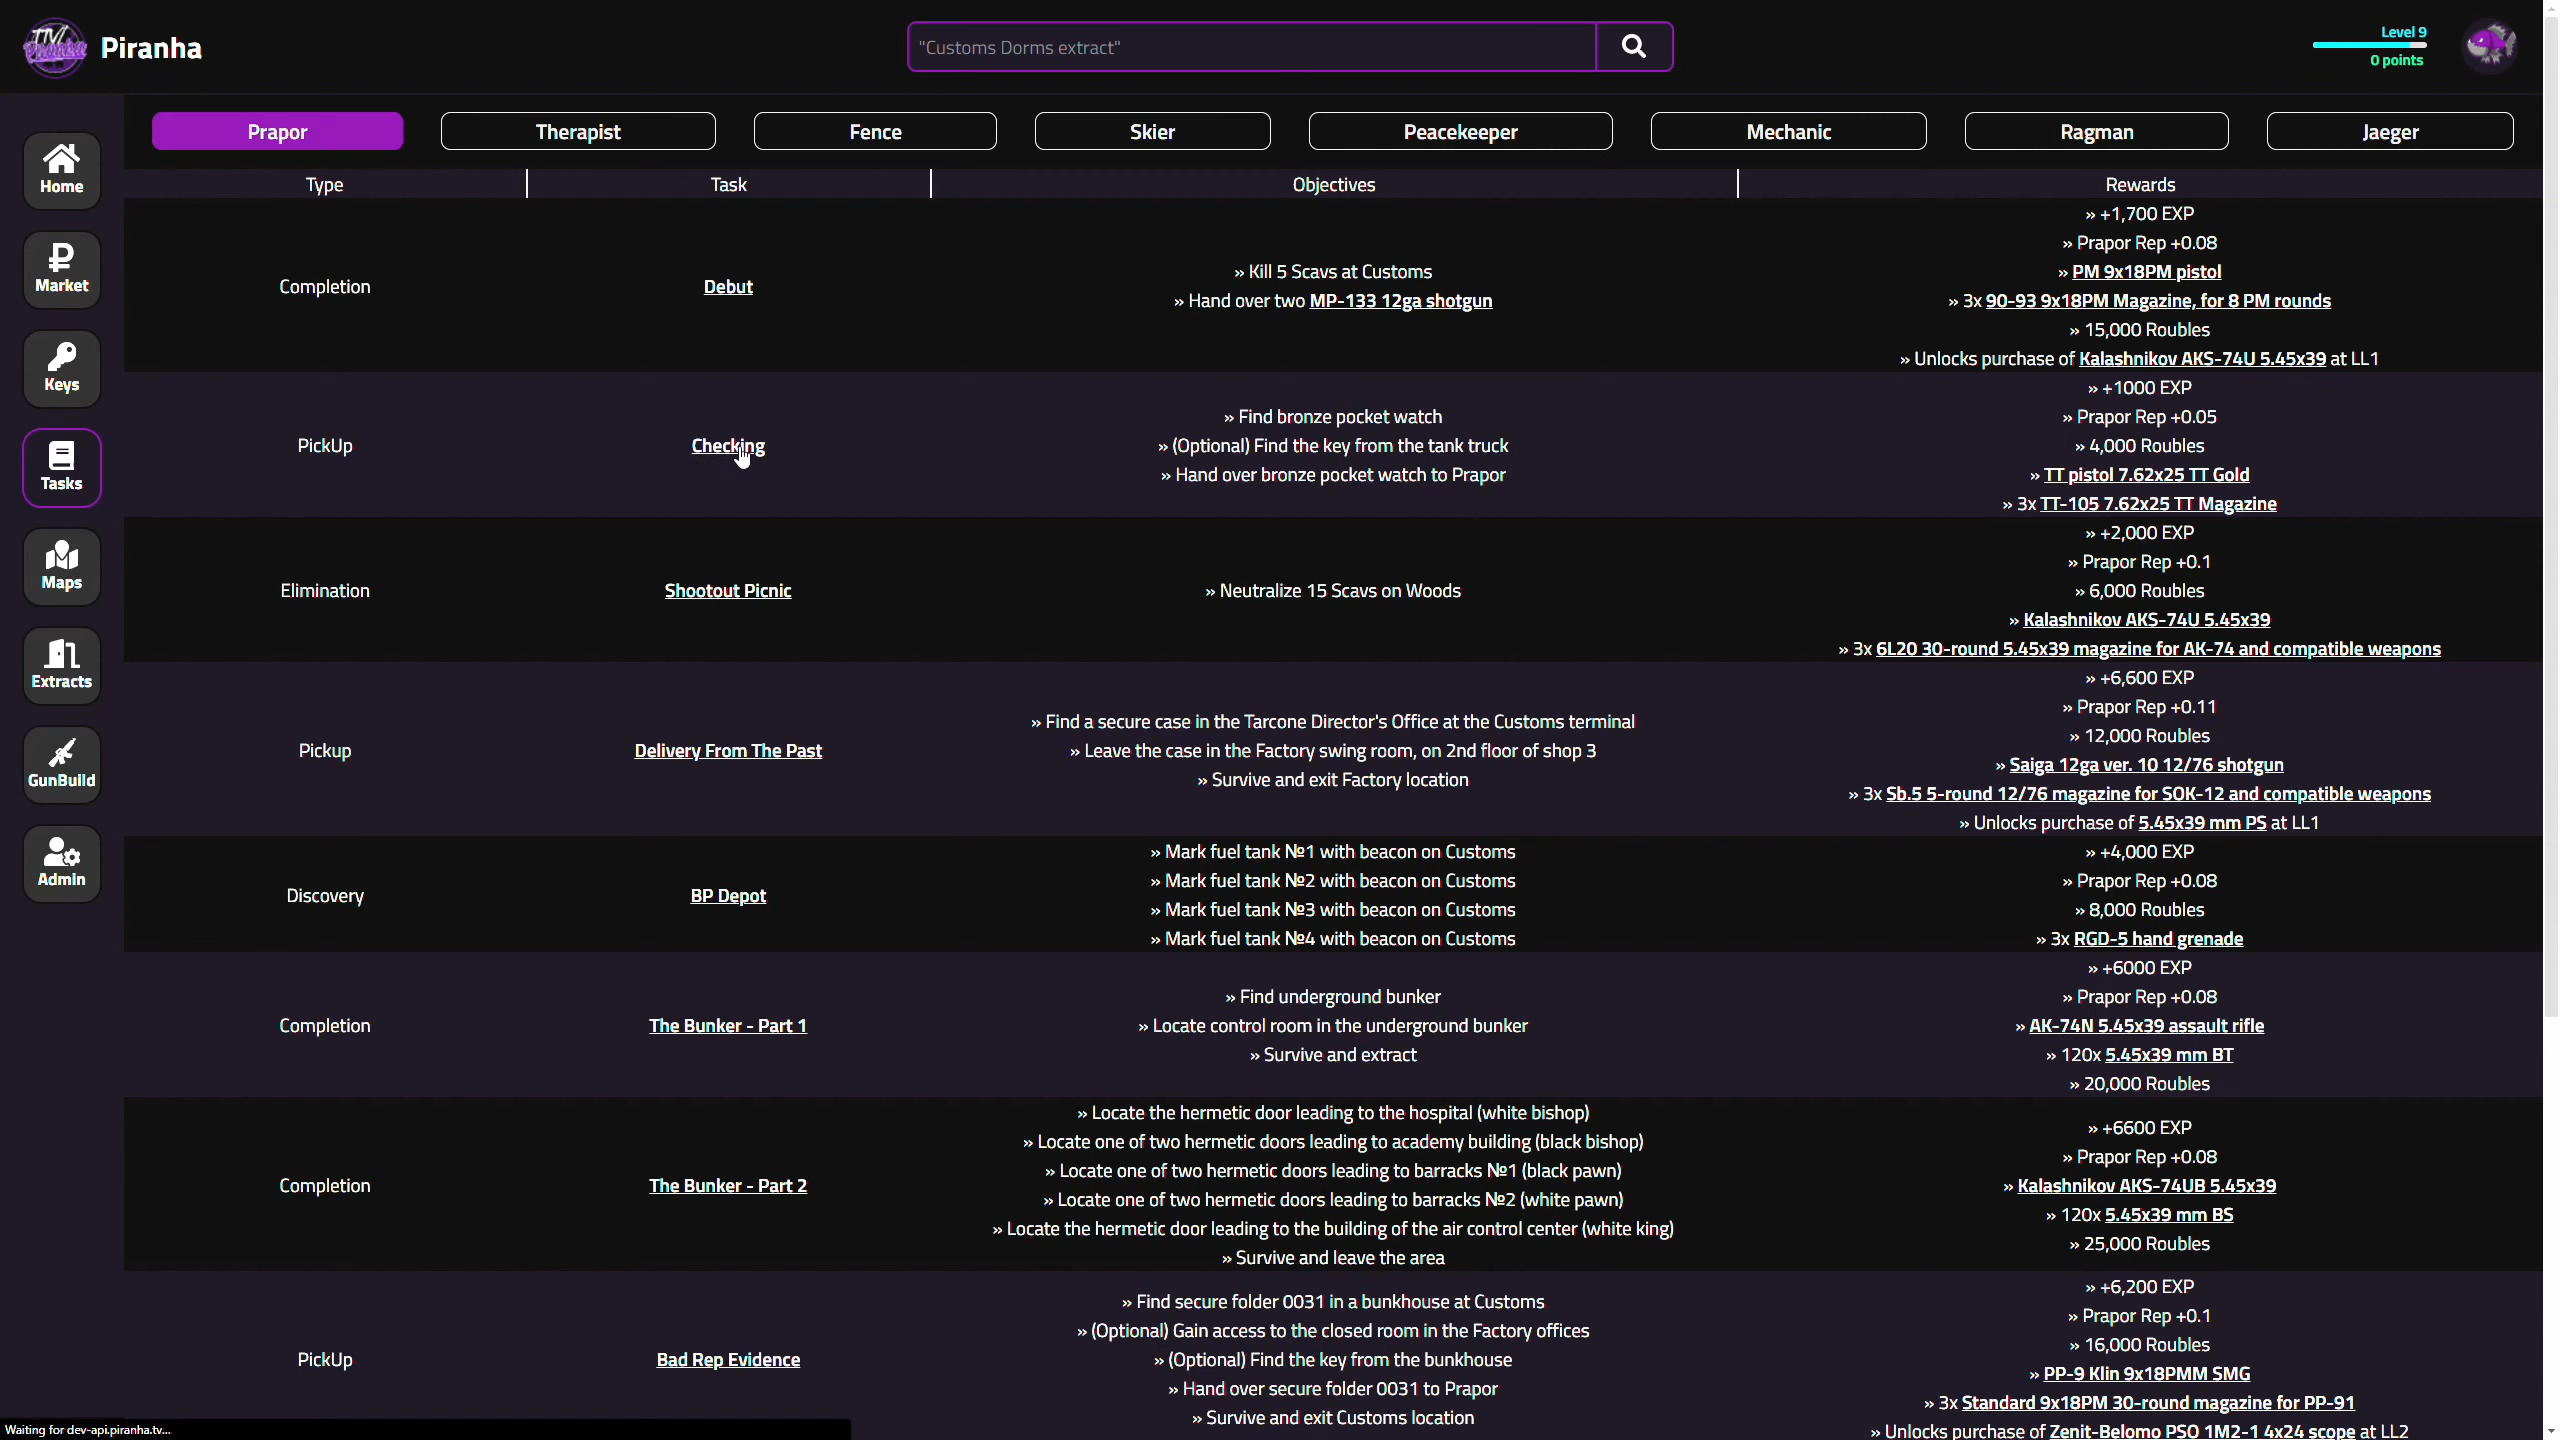 TV
Piranha
Piranha
"Customs Dorms extract"
Level 9
0 points
Home
Market
Keys
Tasks
Maps
Extracts
GunBuild
Admin
Prapor
Therapist
Fence
Skier
Peacekeeper
Mechanic
Ragman
Jaeger
Type
Task
Objectives
Rewards
Completion
Debut
» Kill 5 Scavs at Customs
» Hand over two MP-133 12ga shotgun
» +1,700 EXP
» Prapor Rep +0.08
» PM 9x18PM pistol
» 3x 90-93 9x18PM Magazine, for 8 PM rounds
» 15,000 Roubles
» Unlocks purchase of Kalashnikov AKS-74U 5.45x39 at LL1
PickUp
Checking
» Find bronze pocket watch
» (Optional) Find the key from the tank truck
» Hand over bronze pocket watch to Prapor
» +1000 EXP
» Prapor Rep +0.05
» 4,000 Roubles
» TT pistol 7.62x25 TT Gold
» 3x TT-105 7.62x25 TT Magazine
Elimination
Shootout Picnic
» Neutralize 15 Scavs on Woods
» +2,000 EXP
» Prapor Rep +0.1
» 6,000 Roubles
» Kalashnikov AKS-74U 5.45x39
» 3x 6L20 30-round 5.45x39 magazine for AK-74 and compatible weapons
Pickup
Delivery From The Past
» Find a secure case in the Tarcone Director's Office at the Customs terminal
» Leave the case in the Factory swing room, on 2nd floor of shop 3
» Survive and exit Factory location
» +6,600 EXP
» Prapor Rep +0.11
» 12,000 Roubles
» Saiga 12ga ver. 10 12/76 shotgun
» 3x Sb.5 5-round 12/76 magazine for SOK-12 and compatible weapons
» Unlocks purchase of 5.45x39 mm PS at LL1
Discovery
BP Depot
» Mark fuel tank №1 with beacon on Customs
» Mark fuel tank №2 with beacon on Customs
» Mark fuel tank №3 with beacon on Customs
» Mark fuel tank №4 with beacon on Customs
» +4,000 EXP
» Prapor Rep +0.08
» 8,000 Roubles
» 3x RGD-5 hand grenade
Completion
The Bunker - Part 1
» Find underground bunker
» Locate control room in the underground bunker
» Survive and extract
» +6000 EXP
» Prapor Rep +0.08
» AK-74N 5.45x39 assault rifle
» 120x 5.45x39 mm BT
» 20,000 Roubles
Completion
The Bunker - Part 2
» Locate the hermetic door leading to the hospital (white bishop)
» Locate one of two hermetic doors leading to academy building (black bishop)
» Locate one of two hermetic doors leading to barracks №1 (black pawn)
» Locate one of two hermetic doors leading to barracks №2 (white pawn)
» Locate the hermetic door leading to the building of the air control center (white king)
» Survive and leave the area
» +6600 EXP
» Prapor Rep +0.08
» Kalashnikov AKS-74UB 5.45x39
» 120x 5.45x39 mm BS
» 25,000 Roubles
PickUp
Bad Rep Evidence
» Find secure folder 0031 in a bunkhouse at Customs
» (Optional) Gain access to the closed room in the Factory offices
» (Optional) Find the key from the bunkhouse
» Hand over secure folder 0031 to Prapor
» Survive and exit Customs location
» +6,200 EXP
» Prapor Rep +0.1
» 16,000 Roubles
» PP-9 Klin 9x18PMM SMG
» 3x Standard 9x18PM 30-round magazine for PP-91
» Unlocks purchase of Zenit-Belomo PSO 1M2-1 4x24 scope at LL2
Waiting for dev-api.piranha.tv...